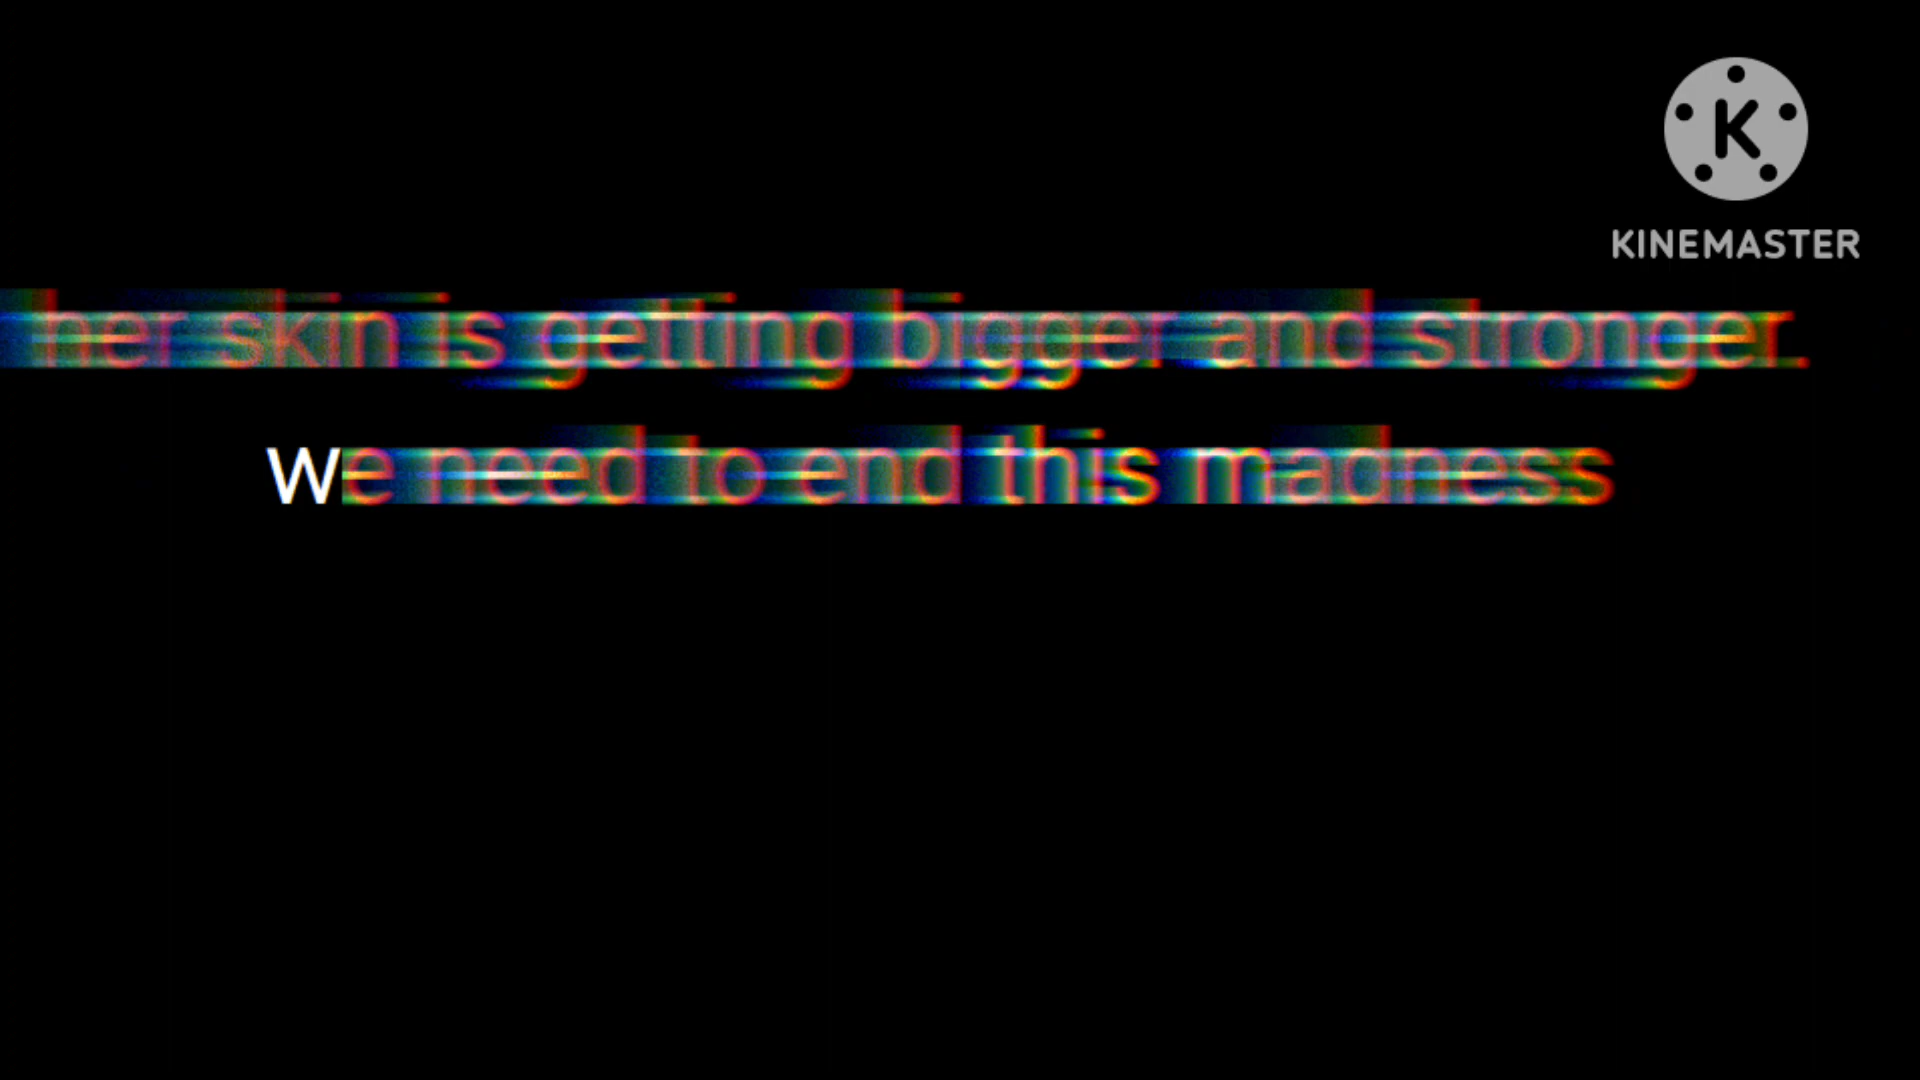 KINEMASTER
her skin is getting bigger and stronger.
We need to end this madness